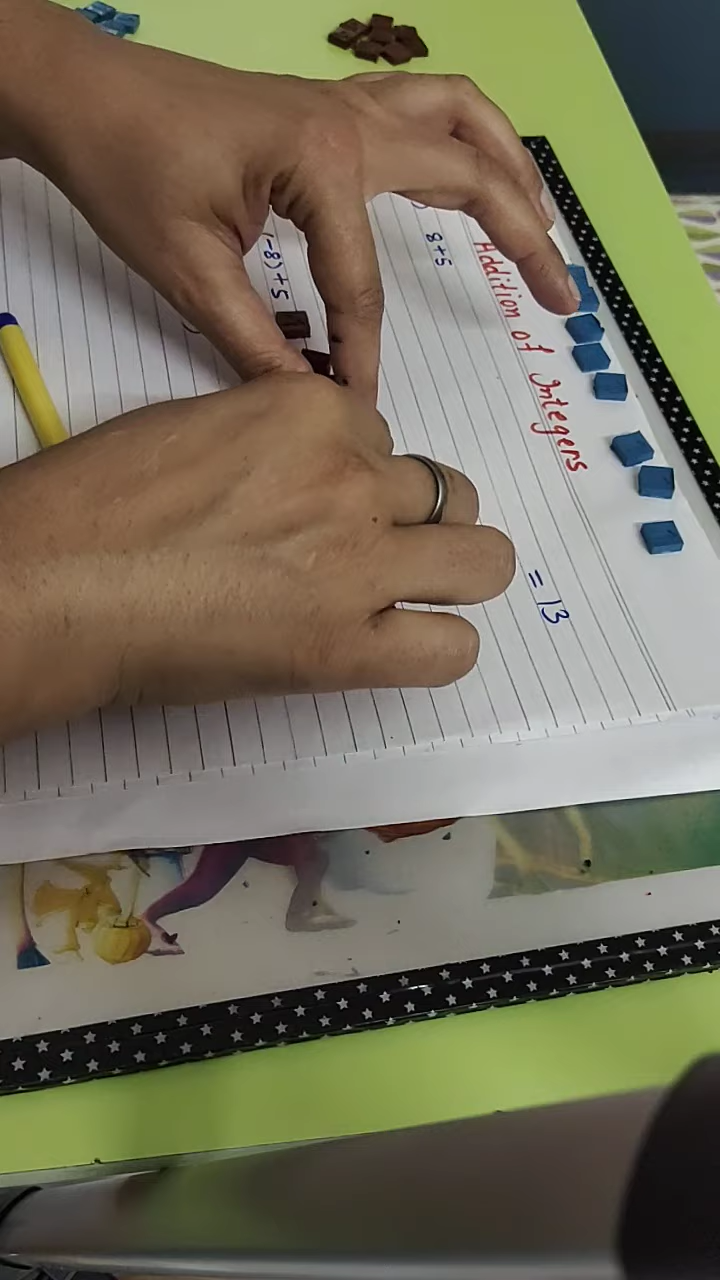 Addition of Integers
8+5 = 13
(-8)+5